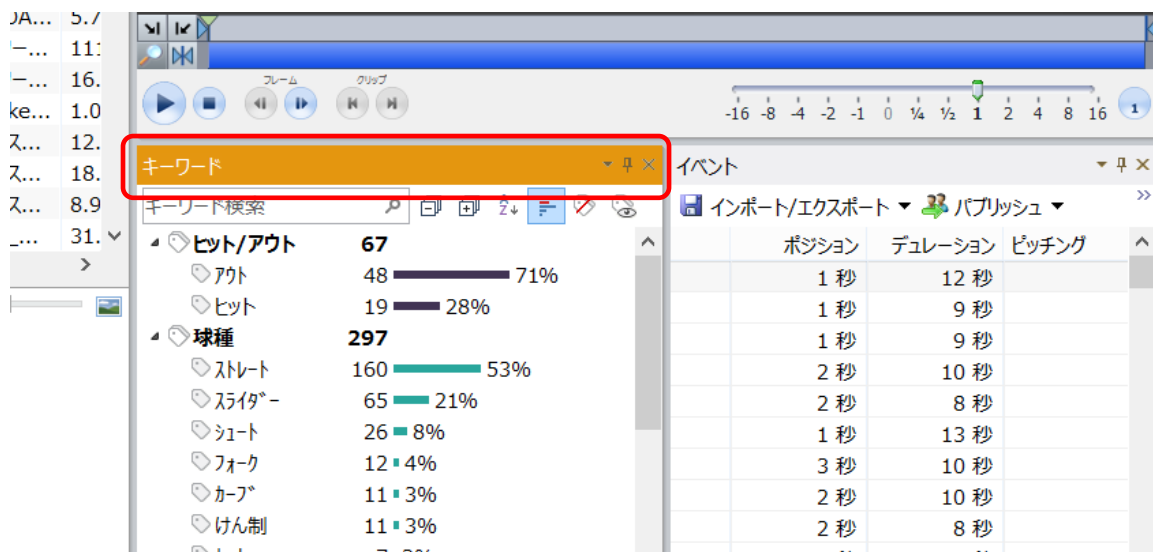 DA... 5.7
ー... 111
ー... 16.
ke... 1.0
ス... 12.
ス... 18.
ス... 8.9
_... 31.
フレーム クリップ
-16 -8 -4 -2 -1 0 ¼ ½ 1 2 4 8 16 1
キーワード
キーワード検索
ヒット/アウト 67
アウト 48 71%
ヒット 19 28%
球種 297
ストレート 160 53%
スライダー 65 21%
シュート 26 8%
フォーク 12 4%
カーブ 11 3%
けん制 11 3%
イベント
インポート/エクスポート パブリッシュ
ポジション デュレーション ピッチング
1 秒 12 秒
1 秒 9 秒
1 秒 9 秒
2 秒 10 秒
2 秒 8 秒
1 秒 13 秒
3 秒 10 秒
2 秒 10 秒
2 秒 8 秒